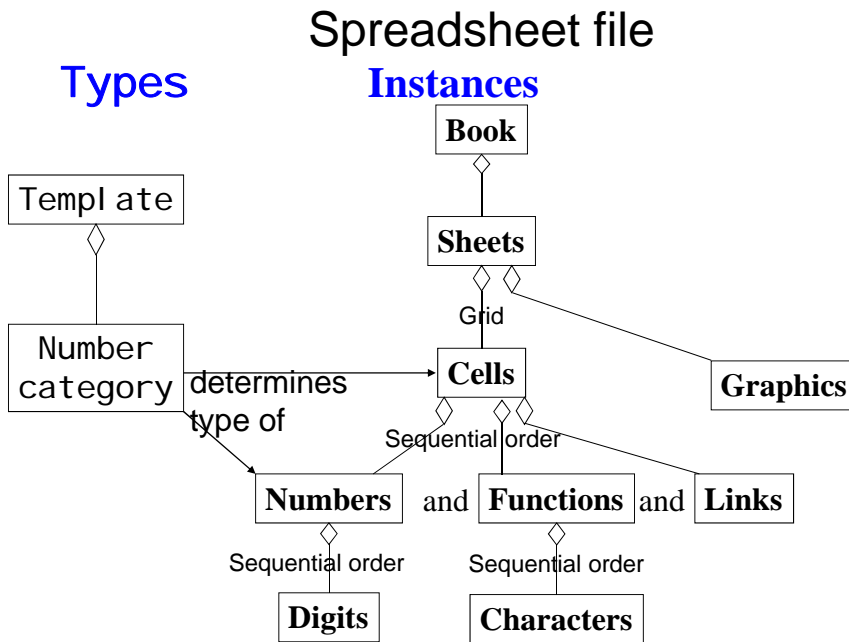 Spreadsheet file
Types
Instances
Book
Template
Sheets
Grid
Number
category
determines
type of
Cells
Graphics
Sequential order
Numbers
and
Functions
and
Links
Sequential order
Sequential order
Digits
Characters